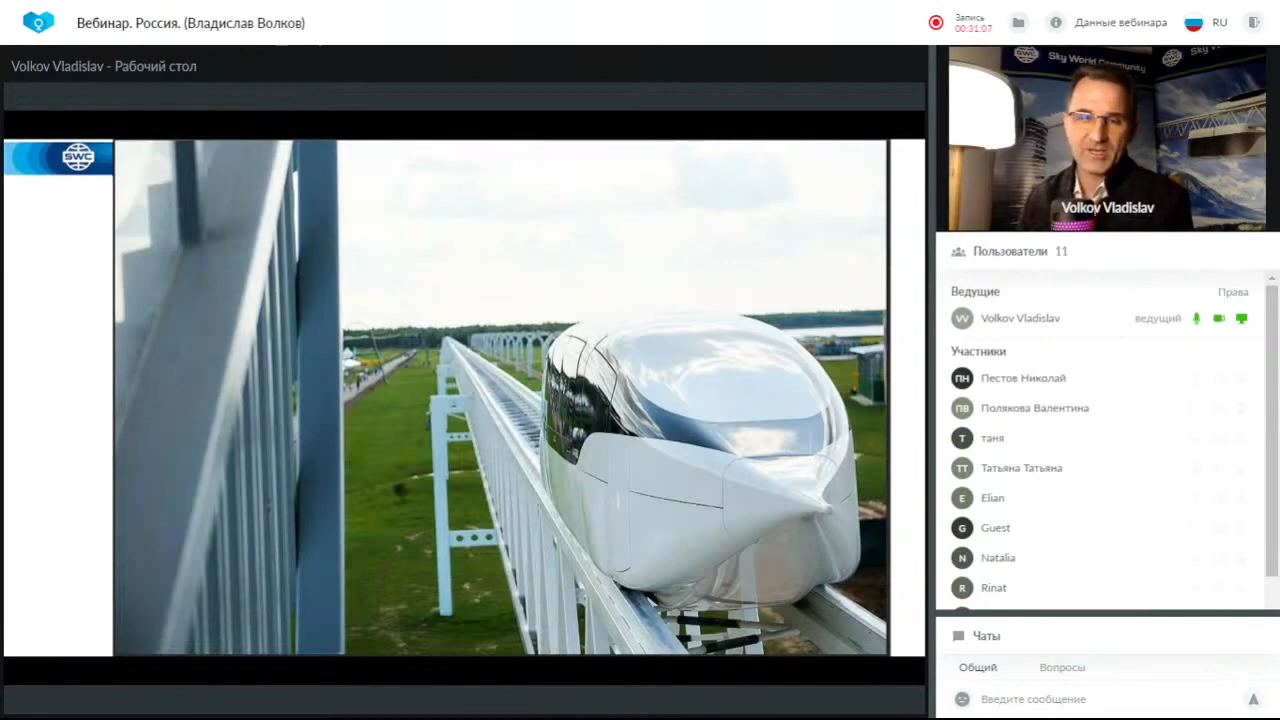 Вебинар. Россия. (Владислав Волков)
Запись
00:31:07
Данные вебинара
RU
Volkov Vladislav - Рабочий стол
SWC
Sky World Community
Sky W
Volkov Vladislav
Пользователи 11
Ведущие Права
VV Volkov Vladislav ведущий
Участники
ПН Пестов Николай
ПВ Полякова Валентина
Т таня
ТТ Татьяна Татьяна
E Elian
G Guest
N Natalia
R Rinat
Чаты
Общий Вопросы
Введите сообщение